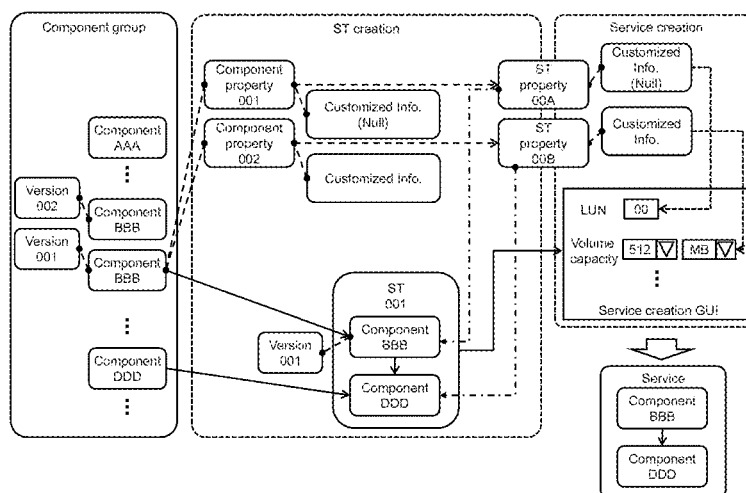 Component group
Component
AAA
Version
002
Component
BBB
Version
001
Component
BBB
Component
DDD
ST creation
Component
property
001
Customized Info.
(Null)
Component
property
002
Customized Info.
ST
001
Version
001
Component
BBB
Component
DDD
ST
property
00A
ST
property
00B
Service creation
Customized
Info.
(Null)
Customized
Info.
LUN 00
Volume
capacity 512 MB
Service creation GUI
Service
Component
BBB
Component
DDD